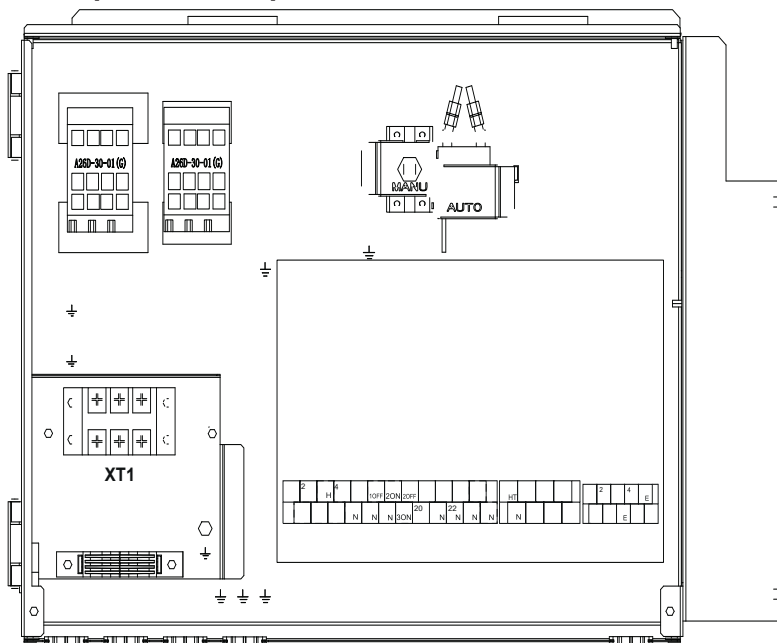 A26D-30-01(G) A26D-30-01(G)
MANU
AUTO
XT1
2 H 4 1OFF 2ON 2OFF
N N N 3ON 20 N 22 N N N
HT
N
2 4 E
E